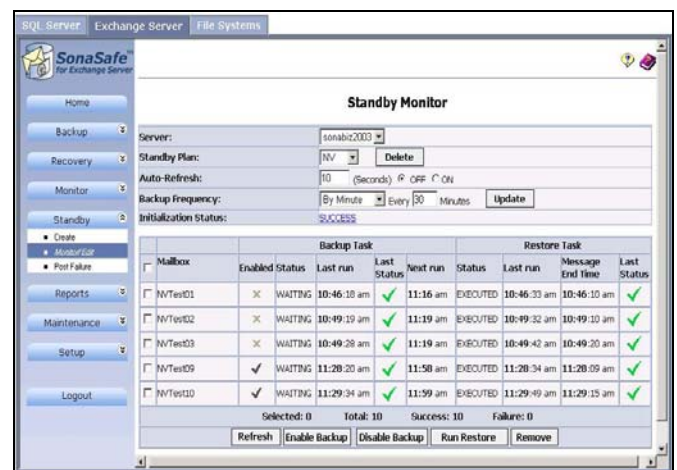 SQL Server Exchange Server File Systems
SonaSafe™
for Exchange Server
Home
Backup
Recovery
Monitor
Standby
Create
Monitor/Edit
Post Failure
Reports
Maintenance
Setup
Logout
Standby Monitor
Server: sonabiz2003
Standby Plan: NV Delete
Auto-Refresh: 10 (Seconds) OFF ON
Backup Frequency: By Minute Every 30 Minutes Update
Initialization Status: SUCCESS
Backup Task Restore Task
Mailbox Enabled Status Last run Last Status Next run Status Last run Message End Time Last Status
NVTest01 WAITING 10:46:18 am 11:16 am EXECUTED 10:46:33 am 10:46:10 am
NVTest02 WAITING 10:49:19 am 11:19 am EXECUTED 10:49:32 am 10:49:10 am
NVTest03 WAITING 10:49:28 am 11:19 am EXECUTED 10:49:42 am 10:49:20 am
NVTest09 WAITING 11:28:20 am 11:58 am EXECUTED 11:28:34 am 11:28:09 am
NVTest10 WAITING 11:29:34 am 11:59 am EXECUTED 11:29:49 am 11:29:15 am
Selected: 0 Total: 10 Success: 10 Failure: 0
Refresh Enable Backup Disable Backup Run Restore Remove